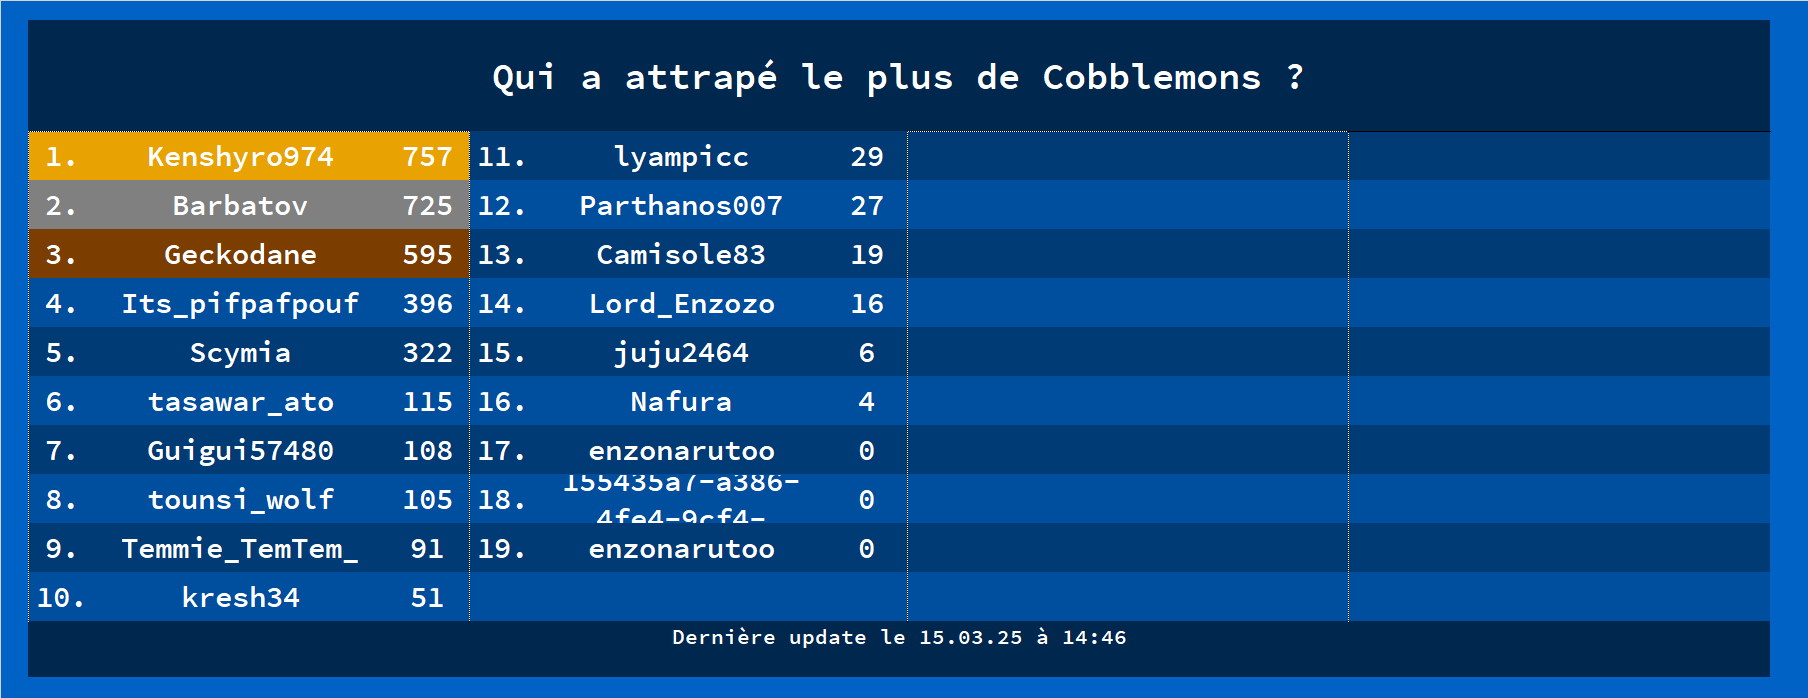 Qui a attrapé le plus de Cobblemons ?
1. Kenshyro974 757
2. Barbatov 725
3. Geckodane 595
4. Its_pifpafpouf 396
5. Scymia 322
6. tasawar_ato 115
7. Guigui57480 108
8. tounsi_wolf 105
9. Temmie_TemTem_ 91
10. kresh34 51
11. lyampicc 29
12. Parthanos007 27
13. Camisole83 19
14. Lord_Enzozo 16
15. juju2464 6
16. Nafura 4
17. enzonarutoo 0
18. 155435a7-a386-
4fe4-9cf4- 0
19. enzonarutoo 0
Dernière update le 15.03.25 à 14:46